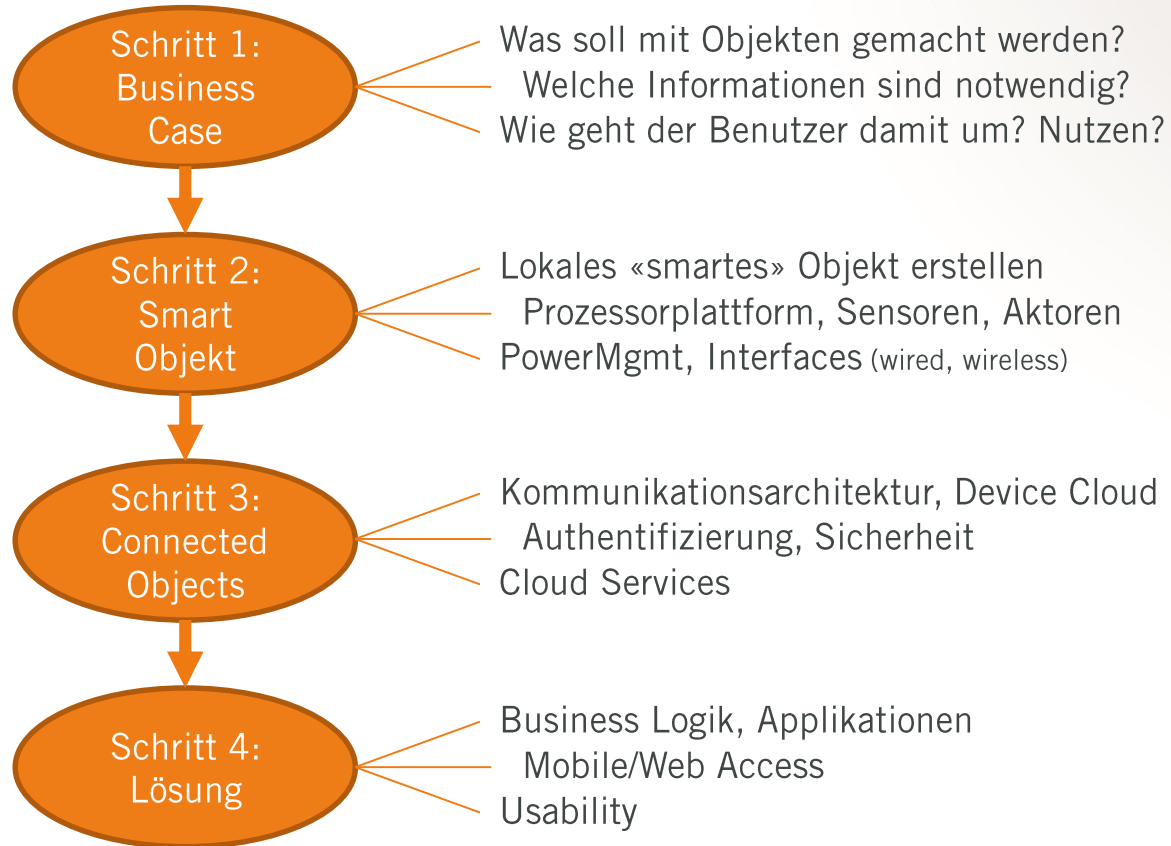 Schritt 1:
Business
Case
Was soll mit Objekten gemacht werden?
Welche Informationen sind notwendig?
Wie geht der Benutzer damit um? Nutzen?
Schritt 2:
Smart
Objekt
Lokales «smartes» Objekt erstellen
Prozessorplattform, Sensoren, Aktoren
PowerMgmt, Interfaces (wired, wireless)
Schritt 3:
Connected
Objects
Kommunikationsarchitektur, Device Cloud
Authentifizierung, Sicherheit
Cloud Services
Schritt 4:
Lösung
Business Logik, Applikationen
Mobile/Web Access
Usability